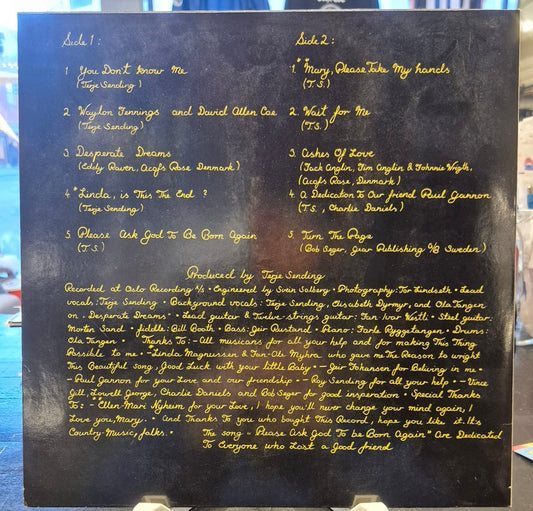 Side 1:
1 You Don't Know Me
(Terje Sending)
2. Waylon Jennings and David Allen Coe
(Terje Sending)
3 Desperate Dreams
(Eddy Raven, Acoffs Rose Denmark)
4 "Linda, is This The End?
(Terje Sending)
5 Please Ask God To Be Born Again
(T.S.)
Side 2:
1. "Mary, Please Take My hands
(T.S.)
2. Wait for Me
(T.S.)
3. Ashes Of Love
(Jack Anglin, Jim Anglin & Johnnie Wright,
(Acoffs Rose, Denmark)
4. A Dedication To Our friend Paul Gannon
(T.S., Charlie Daniels)
5. Turn The Page
(Bob Seger, Gear Publishing A/B Sweden)
Produced by Terje Sending
Recorded at Oslo Recording A/S • Engineered by Svein Solberg • Photography: Tor Lindseth • Lead
vocals: Terje Sending • Background vocals: Terje Sending, Elisabeth Dyrmyr, and Ola Tangen
on "Desperate Dreams" • Lead guitar & Twelve-strings guitar: Jan Ivar • Steel guitar:
Morten Sand • fiddle: Bill Booth • Bass: Geir Rustand • Piano: Jarle Ryggetangen • Drums:
Ola Tangen • Thanks To: - All musicans for all your help and for making This Thing
Possible to me • -"Linda Magnussen & Jan-Ole Myhra who gave me The Reason to wright
This Beautiful song, Good Luck with your little Baby • -Geir Johansen for Beliving in me •
-Paul Gannon for your Love, and our friendship • -Roy Sending for all your help • -Vince
Gill, Lowell George, Charlie Daniels and Bob Seger for good insperation • Special Thanks
To: "Ellen-Mari Nyheim for your Love, I hope you'll never change your mind again, I
Love you, Mary • And Thanks To you who bought This Record, hope you like it. It's
Country-Music, folks. • The song - Please Ask God To be Born Again" Are Dedicated
To Everyone who Lost a Good friend